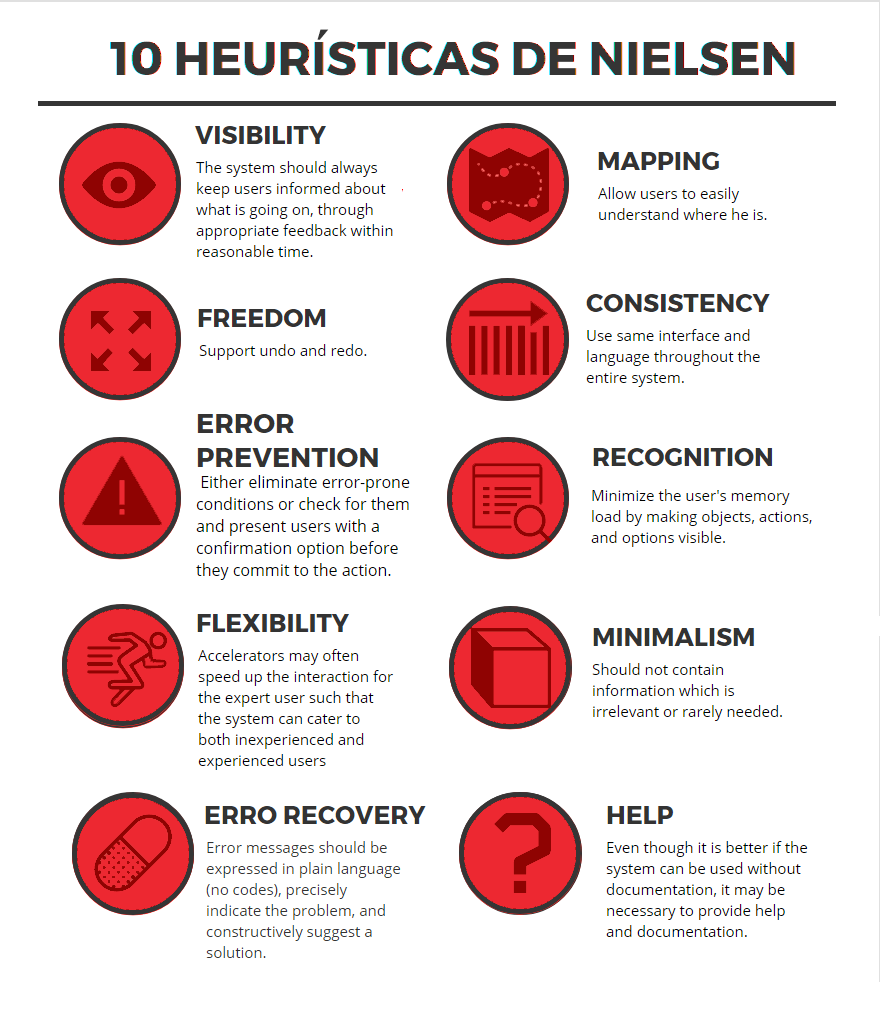 10 HEURÍSTICAS DE NIELSEN
VISIBILITY
The system should always
keep users informed about
what is going on, through
appropriate feedback within
reasonable time.
MAPPING
Allow users to easily
understand where he is.
FREEDOM
Support undo and redo.
CONSISTENCY
Use same interface and
language throughout the
entire system.
ERROR
PREVENTION
Either eliminate error-prone
conditions or check for them
and present users with a
confirmation option before
they commit to the action.
RECOGNITION
Minimize the user's memory
load by making objects, actions,
and options visible.
FLEXIBILITY
Accelerators may often
speed up the interaction for
the expert user such that
the system can cater to
both inexperienced and
experienced users
MINIMALISM
Should not contain
information which is
irrelevant or rarely needed.
ERRO RECOVERY
Error messages should be
expressed in plain language
(no codes), precisely
indicate the problem, and
constructively suggest a
solution.
HELP
Even though it is better if the
system can be used without
documentation, it may be
necessary to provide help
and documentation.